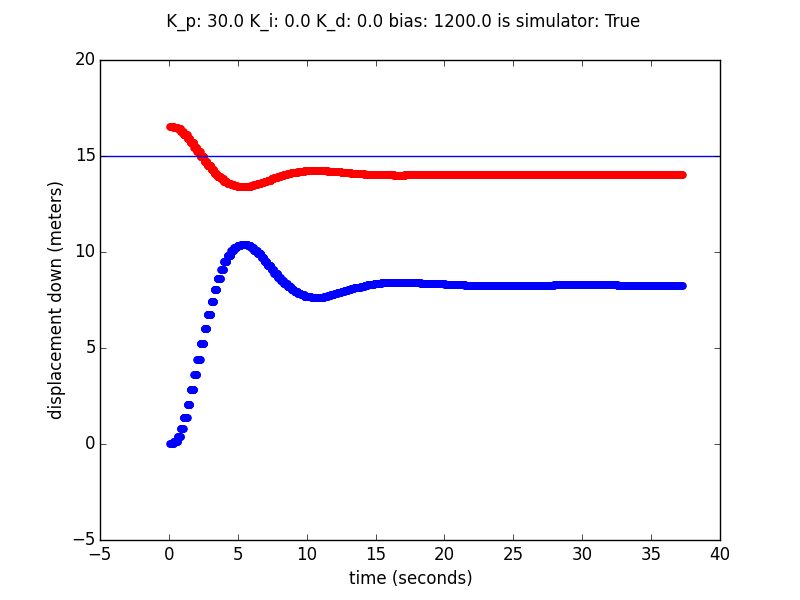 K_p: 30.0 K_i: 0.0 K_d: 0.0 bias: 1200.0 is simulator: True
20
15
10
5
0
−5
displacement down (meters)
−5 0 5 10 15 20 25 30 35 40
time (seconds)